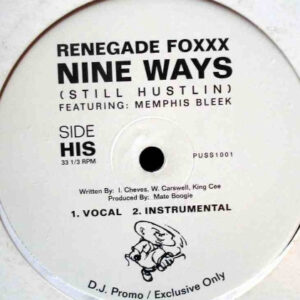 RENEGADE FOXXX
NINE WAYS
(STILL HUSTLIN)
FEATURING: MEMPHIS BLEEK
SIDE
HIS
33 1/3 RPM
PUSS1001
Written By: I. Cheves, W. Carswell, King Cee
Produced By: Mate Boogie
1. VOCAL 2. INSTRUMENTAL
D.J. Promo / Exclusive Only